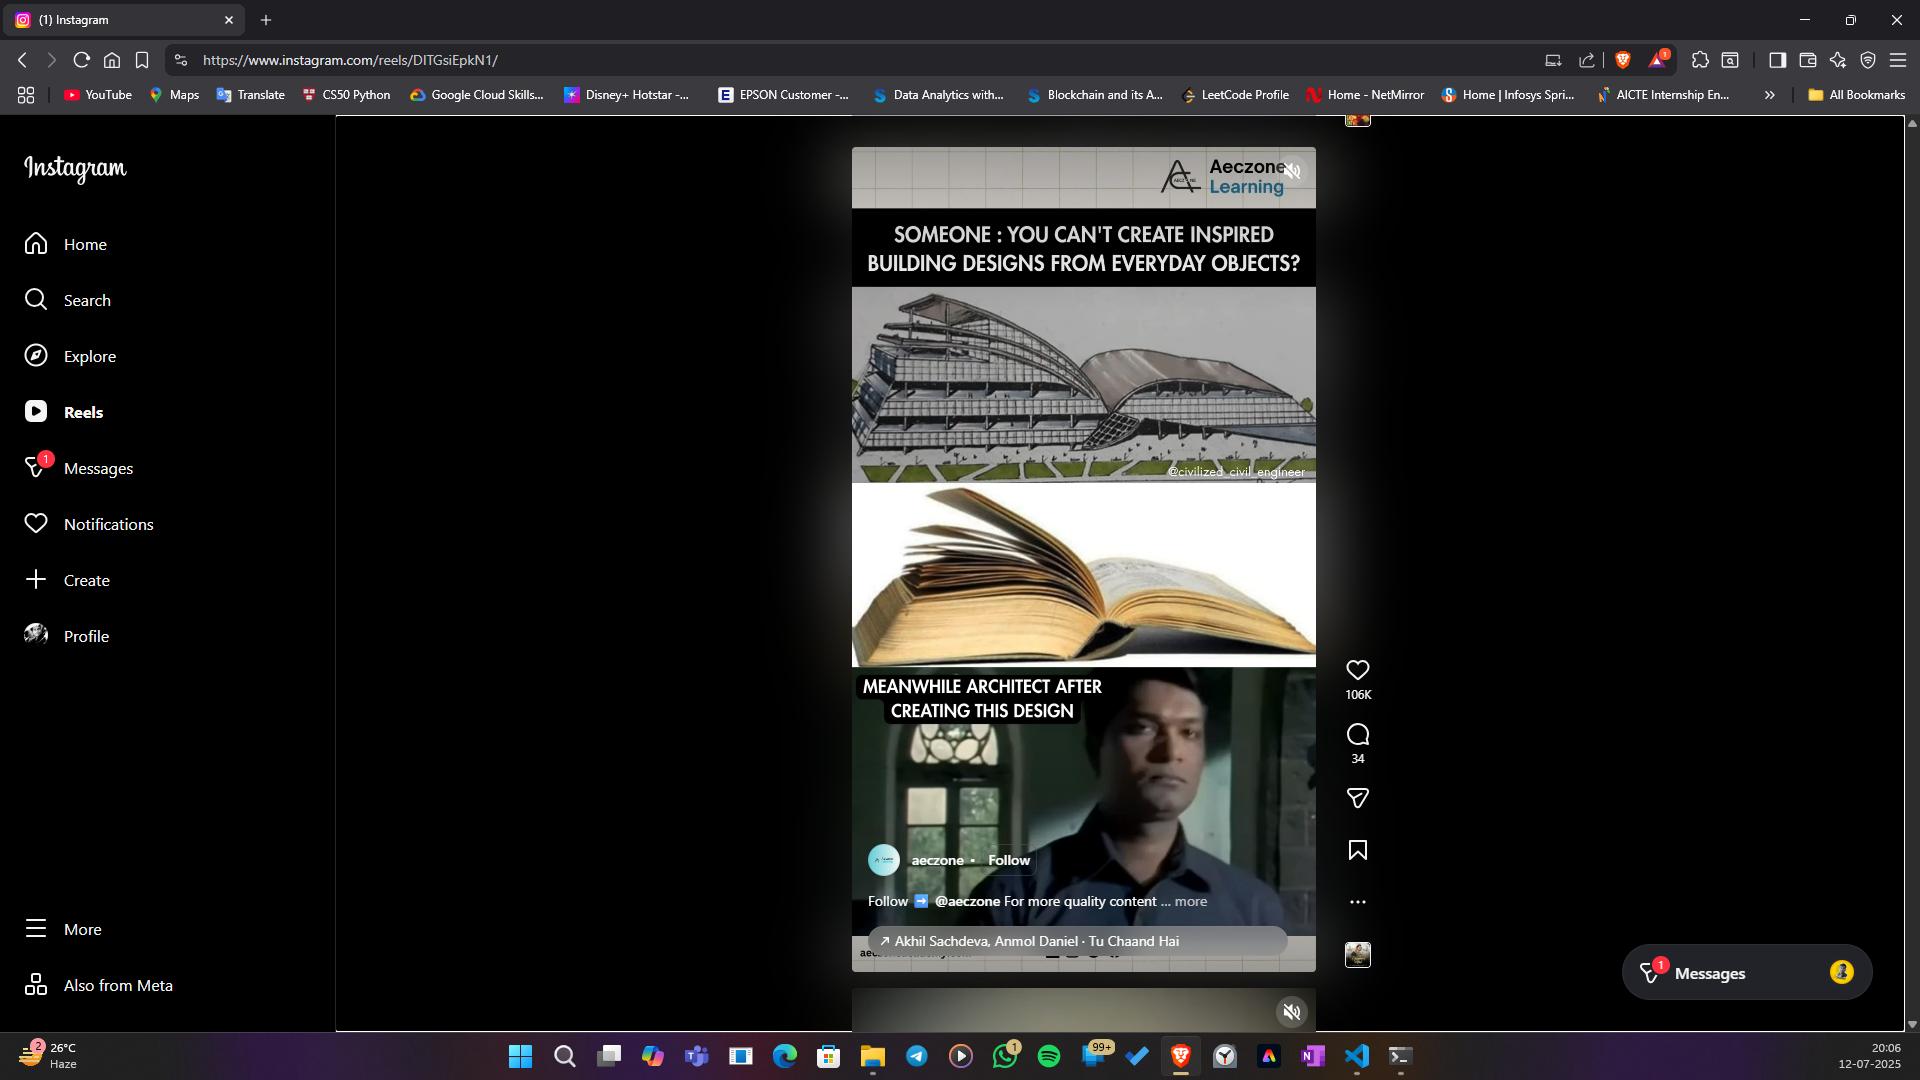 (1) Instagram
https://www.instagram.com/reels/DITGsiEpkN1/
1
YouTube
Maps
Translate
CS50 Python
Google Cloud Skills...
Disney+ Hotstar -...
EPSON Customer -...
Data Analytics with...
Blockchain and its A...
LeetCode Profile
Home - NetMirror
Home | Infosys Spri...
AICTE Internship En...
All Bookmarks
Instagram
Home
Search
Explore
Reels
1
Messages
Notifications
Create
Profile
More
Also from Meta
Aeczone
Learning
SOMEONE : YOU CAN'T CREATE INSPIRED
BUILDING DESIGNS FROM EVERYDAY OBJECTS?
@civilized_civil_engineer
MEANWHILE ARCHITECT AFTER
CREATING THIS DESIGN
aeczone • Follow
Follow ➡️ @aeczone For more quality content ... more
Akhil Sachdeva, Anmol Daniel · Tu Chaand Hai
106K
34
1
Messages
2
26°C
Haze
1
99+
20:06
12-07-2025